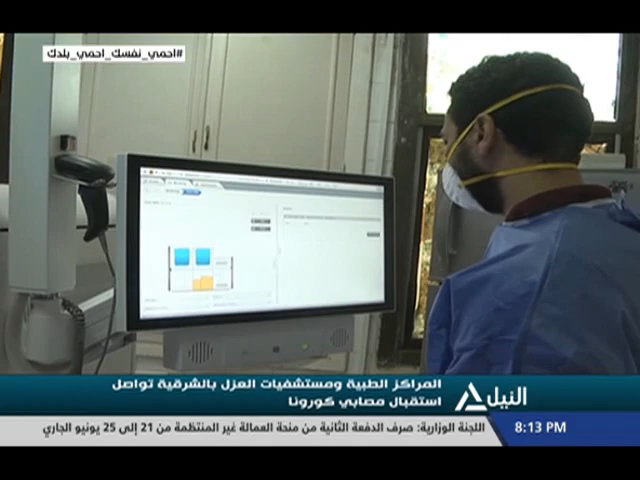 #احمي_نفسك_احمي_بلدك
المراكز الطبية ومستشفيات العزل بالشرقية تواصل
استقبال مصابي كورونا
النيل
اللجنة الوزارية: صرف الدفعة الثانية من منحة العمالة غير المنتظمة من 21 إلى 25 يونيو الجاري
8:13 PM